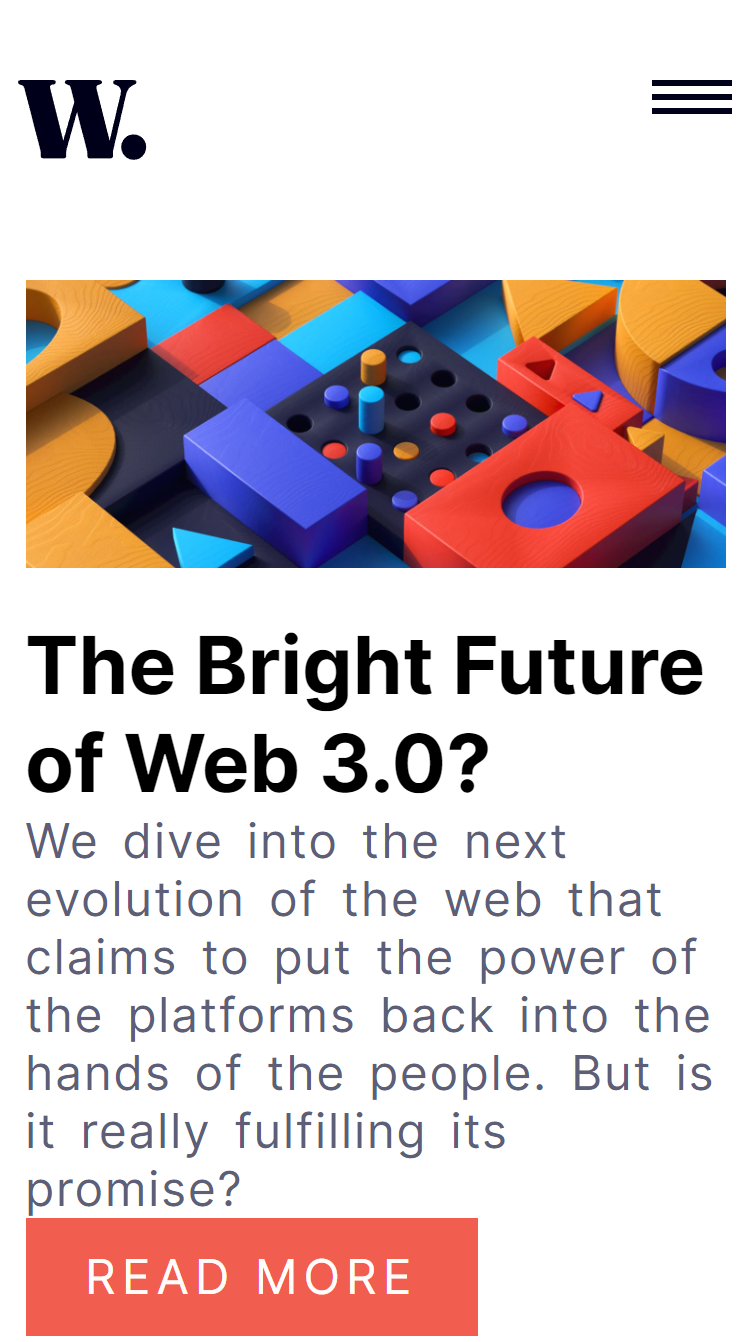 W.
The Bright Future
of Web 3.0?
We dive into the next
evolution of the web that
claims to put the power of
the platforms back into the
hands of the people. But is
it really fulfilling its
promise?
READ MORE